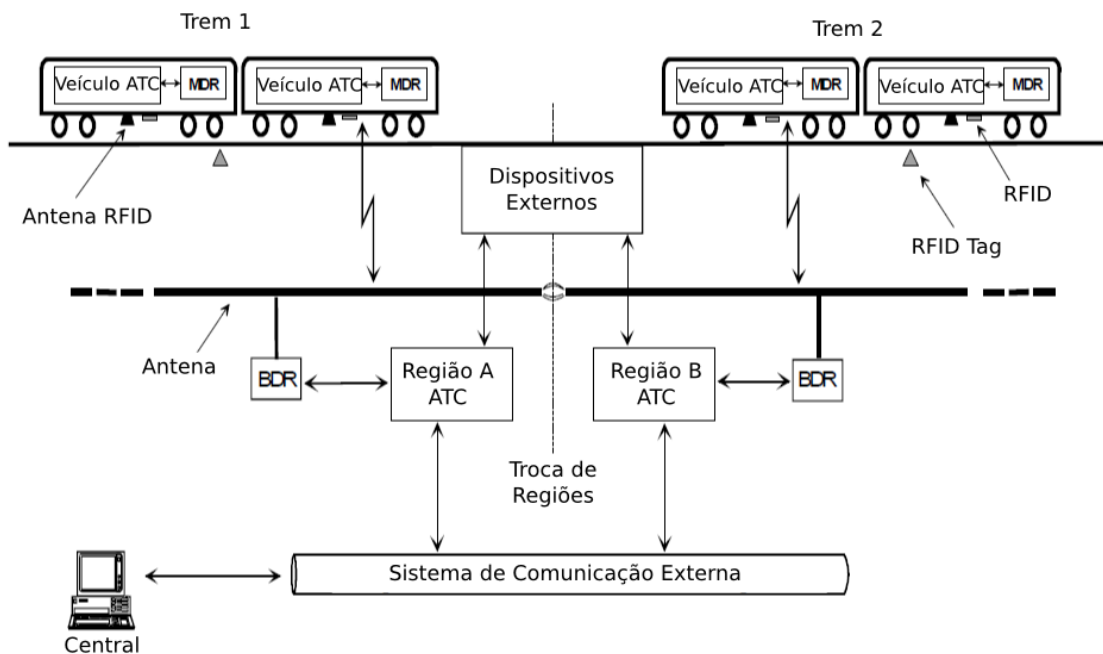 Trem 1
Trem 2
Veículo ATC
MDR
Veículo ATC
MDR
Veículo ATC
MDR
Veículo ATC
MDR
Dispositivos
Externos
Antena RFID
RFID
RFID Tag
Antena
BDR
Região A
ATC
Região B
ATC
BDR
Troca de
Regiões
Sistema de Comunicação Externa
Central